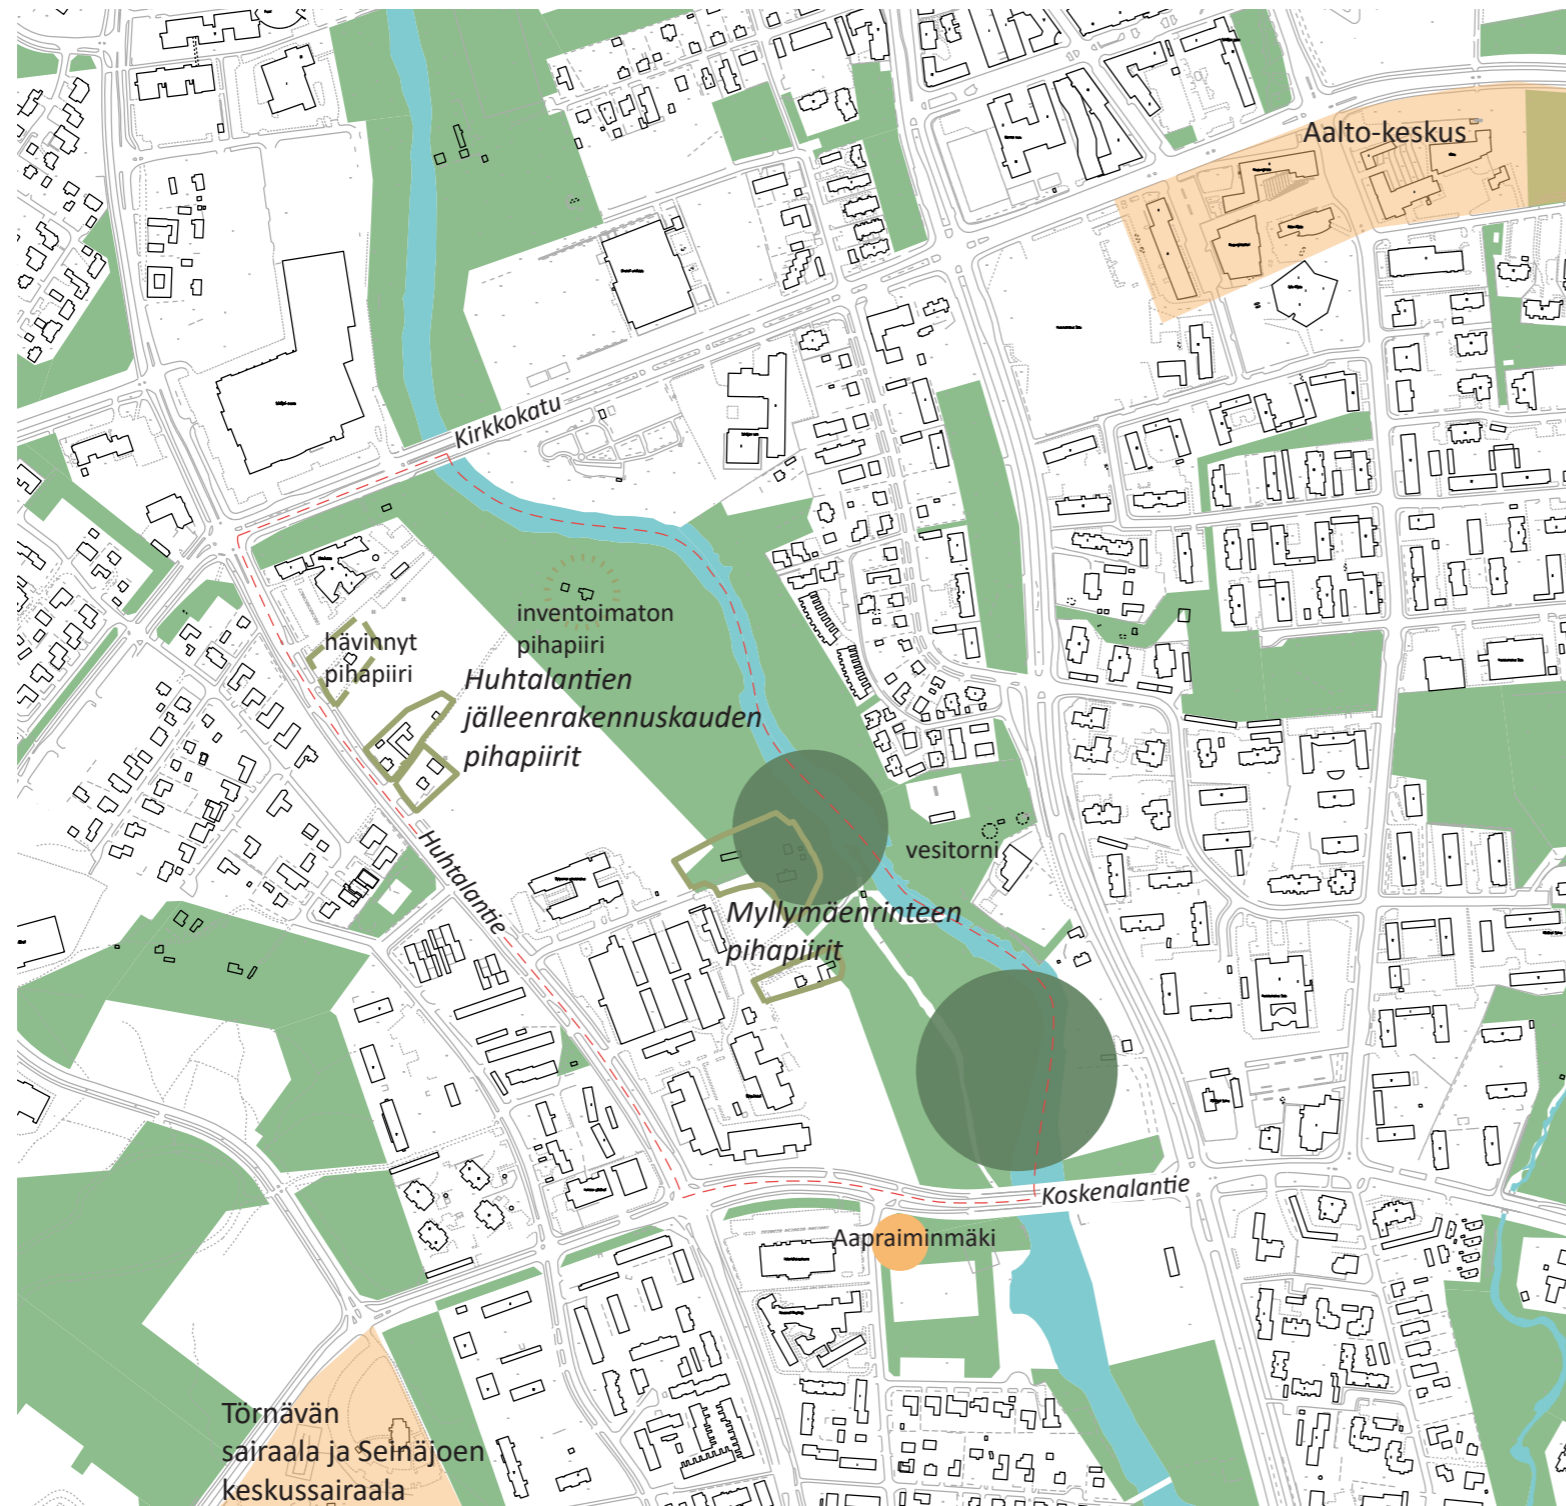 Aalto-keskus
Kirkkokatu
inventoimaton
pihapiiri
hävinnyt
pihapiiri
Huhtalantien
jälleenrakennuskauden
pihapiirit
Huhtalantie
vesitorni
Myllymäenrinteen
pihapiirit
Koskenalantie
Aapraiminmäki
Törnävän
sairaala ja Seinäjoen
keskussairaala